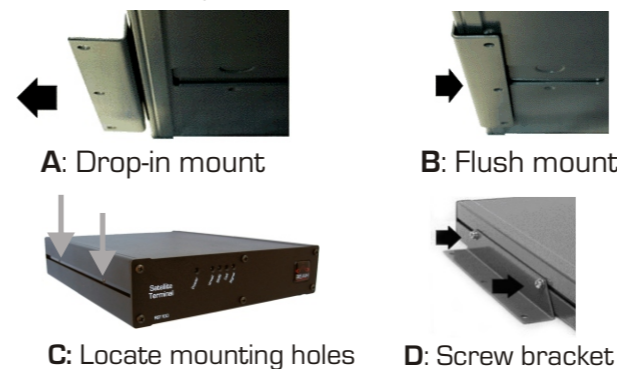 A: Drop-in mount
B: Flush mount
Satellite
Terminal
C: Locate mounting holes
D: Screw bracket